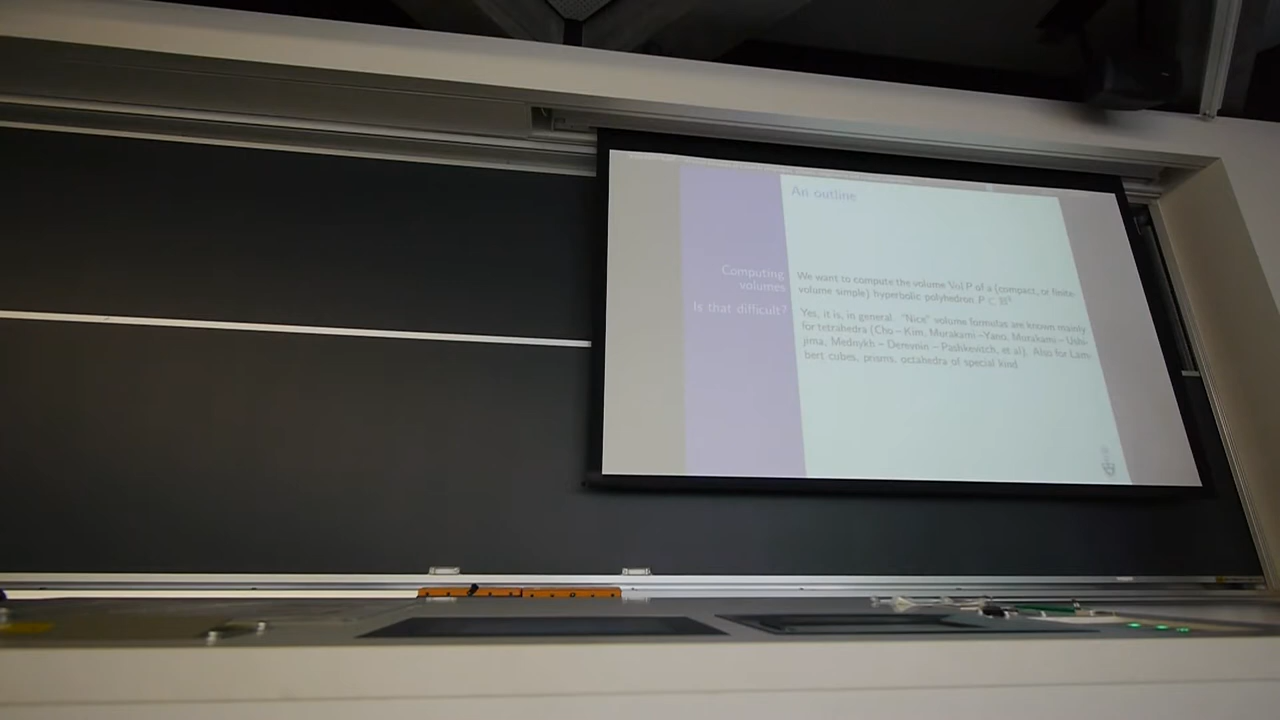 An outline
Computing
volumes
Is that difficult?
We want to compute the volume Vol P of a (compact, or finite-
volume simple) hyperbolic polyhedron P ⊂ ℍ³.
Yes, it is, in general. "Nice" volume formulas are known mainly
for tetrahedra (Cho – Kim, Murakami – Yano, Murakami – Ushi-
jima, Mednykh – Derevnin – Pashkevitch, et al). Also for Lam-
bert cubes, prisms, octahedra of special kind.